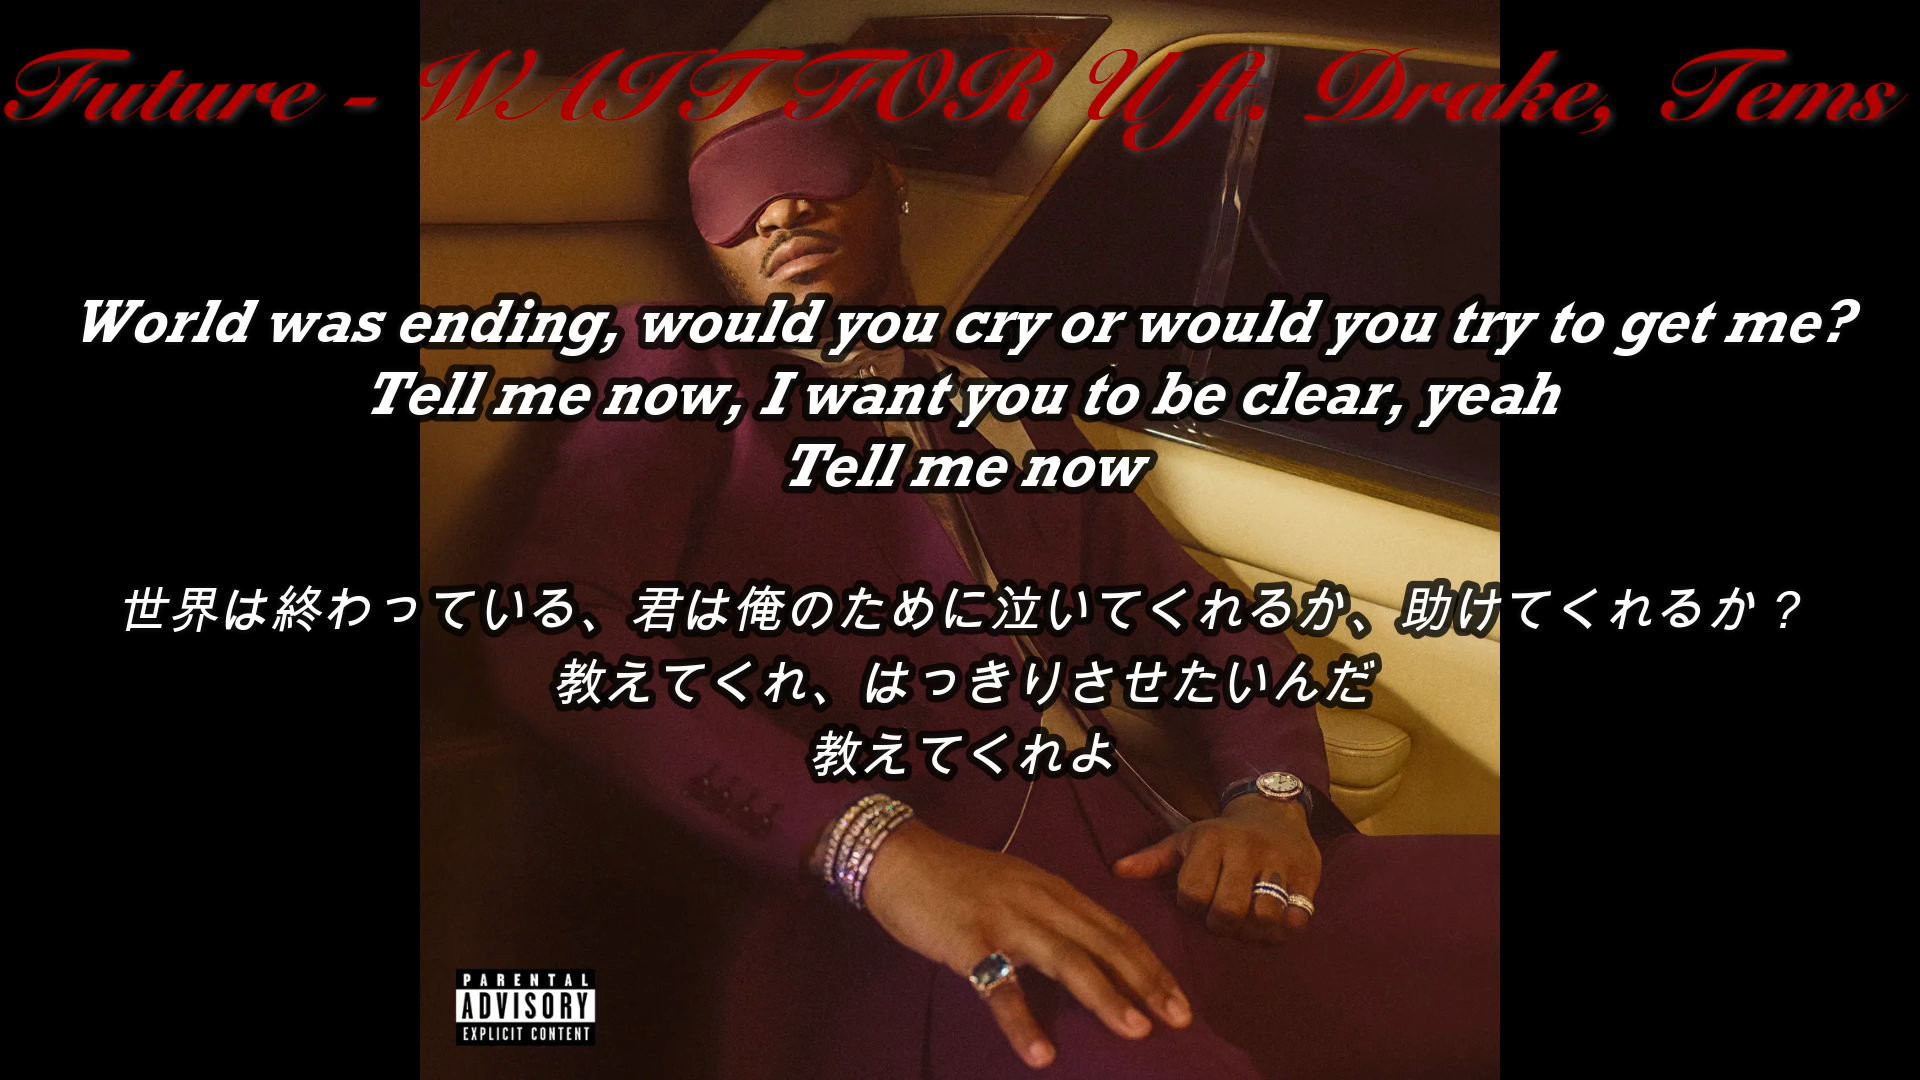 Future - WAIT FOR U ft. Drake, Tems
World was ending, would you cry or would you try to get me?
Tell me now, I want you to be clear, yeah
Tell me now
世界は終わっている、君は俺のために泣いてくれるか、助けてくれるか?
教えてくれ、はっきりさせたいんだ
教えてくれよ
PARENTAL
ADVISORY
EXPLICIT CONTENT